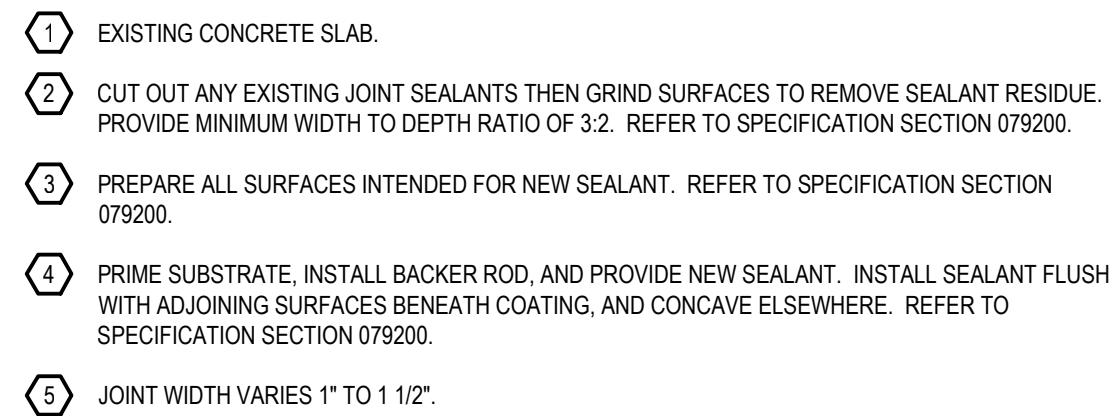 1 EXISTING CONCRETE SLAB.
2 CUT OUT ANY EXISTING JOINT SEALANTS THEN GRIND SURFACES TO REMOVE SEALANT RESIDUE.
PROVIDE MINIMUM WIDTH TO DEPTH RATIO OF 3:2. REFER TO SPECIFICATION SECTION 079200.
3 PREPARE ALL SURFACES INTENDED FOR NEW SEALANT. REFER TO SPECIFICATION SECTION
079200.
4 PRIME SUBSTRATE, INSTALL BACKER ROD, AND PROVIDE NEW SEALANT. INSTALL SEALANT FLUSH
WITH ADJOINING SURFACES BENEATH COATING, AND CONCAVE ELSEWHERE. REFER TO
SPECIFICATION SECTION 079200.
5 JOINT WIDTH VARIES 1" TO 1 1/2".